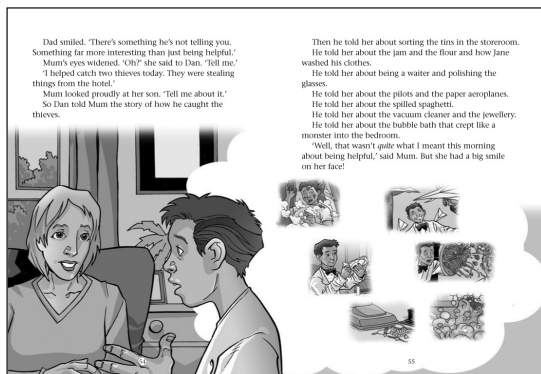 Dad smiled. ‘There’s something he’s not telling you.
Something far more interesting than just being helpful.’
Mum’s eyes widened. ‘Oh?’ she said to Dan. ‘Tell me.’
‘I helped catch two thieves today. They were stealing
things from the hotel.’
Mum looked proudly at her son. ‘Tell me about it.’
So Dan told Mum the story of how he caught the
thieves.
54
Then he told her about sorting the tins in the storeroom.
He told her about the jam and the flour and how Jane
washed his clothes.
He told her about being a waiter and polishing the
glasses.
He told her about the pilots and the paper aeroplanes.
He told her about the spilled spaghetti.
He told her about the vacuum cleaner and the jewellery.
He told her about the bubble bath that crept like a
monster into the bedroom.
‘Well, that wasn’t quite what I meant this morning
about being helpful,’ said Mum. But she had a big smile
on her face!
55